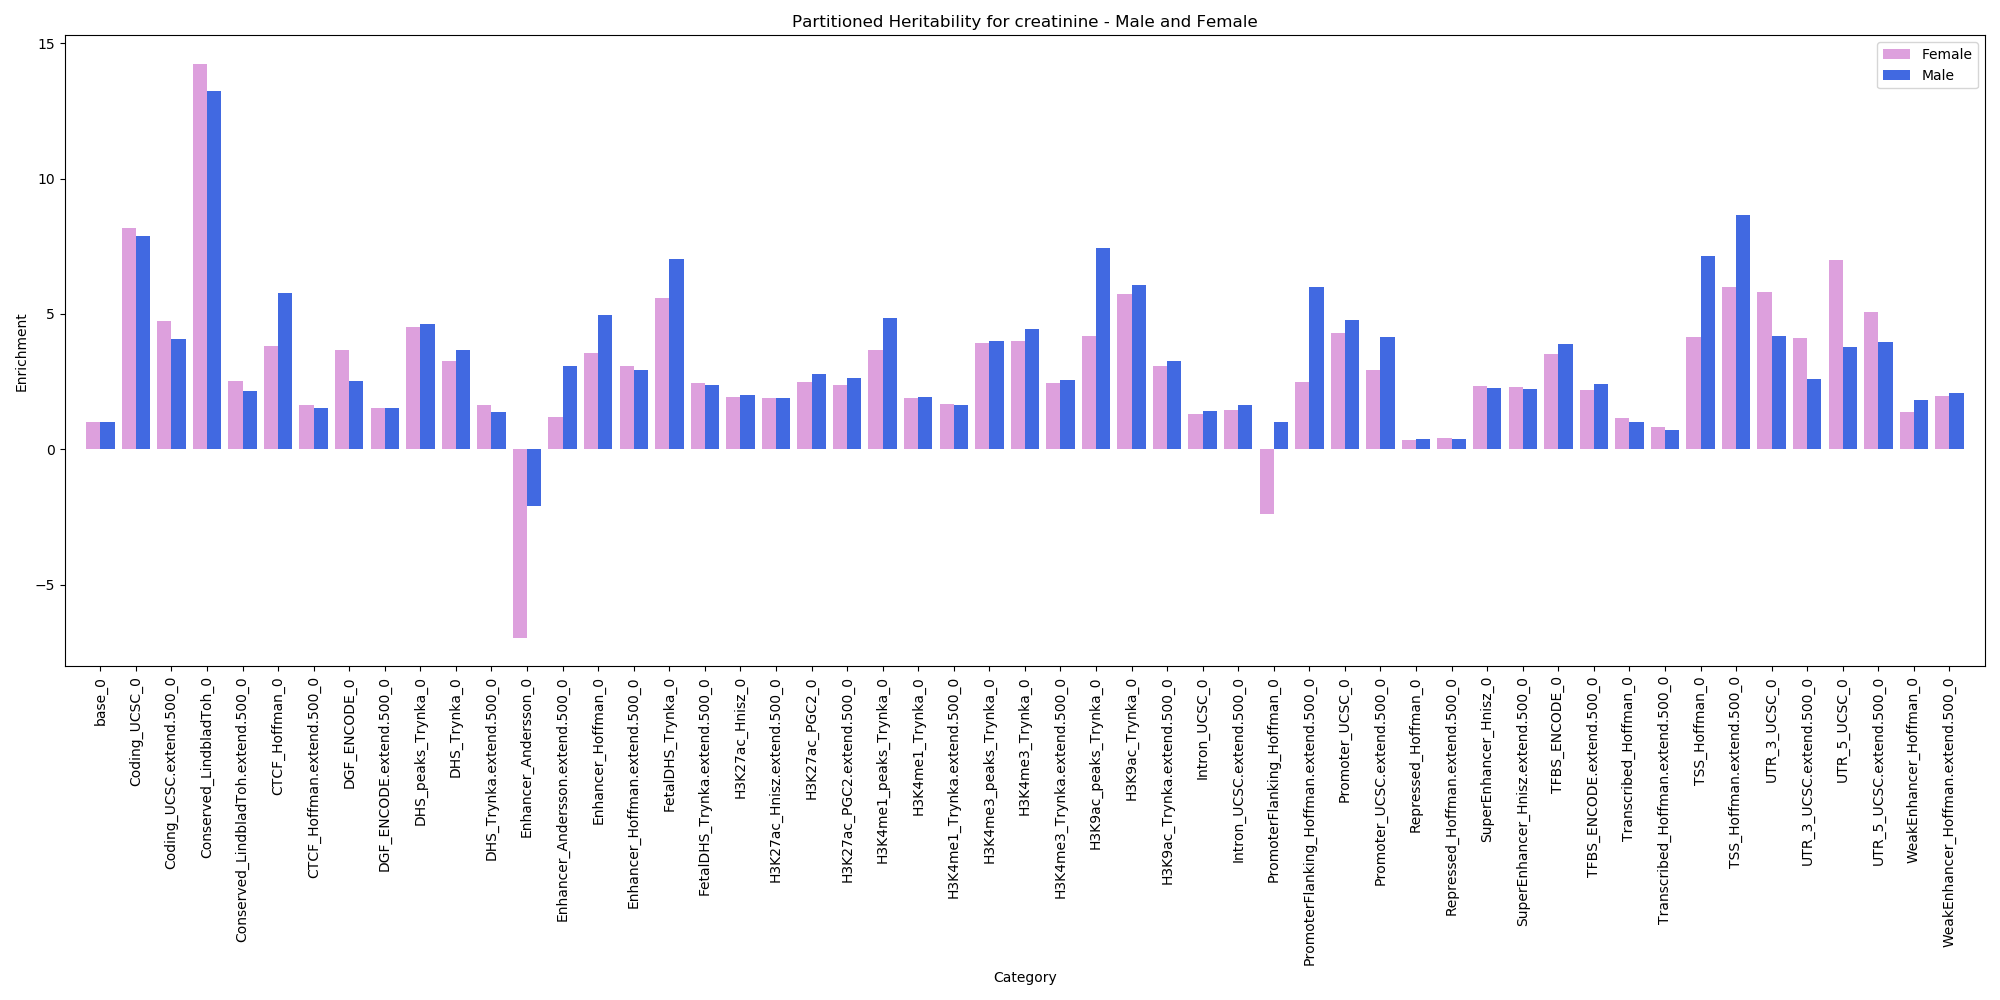 Partitioned Heritability for creatinine - Male and Female
Female
Male
Enrichment
15
10
5
0
−5
base_0
Coding_UCSC_0
Coding_UCSC.extend.500_0
Conserved_LindbladToh_0
Conserved_LindbladToh.extend.500_0
CTCF_Hoffman_0
CTCF_Hoffman.extend.500_0
DGF_ENCODE_0
DGF_ENCODE.extend.500_0
DHS_peaks_Trynka_0
DHS_Trynka_0
DHS_Trynka.extend.500_0
Enhancer_Andersson_0
Enhancer_Andersson.extend.500_0
Enhancer_Hoffman_0
Enhancer_Hoffman.extend.500_0
FetalDHS_Trynka_0
FetalDHS_Trynka.extend.500_0
H3K27ac_Hnisz_0
H3K27ac_Hnisz.extend.500_0
H3K27ac_PGC2_0
H3K27ac_PGC2.extend.500_0
H3K4me1_peaks_Trynka_0
H3K4me1_Trynka_0
H3K4me1_Trynka.extend.500_0
H3K4me3_peaks_Trynka_0
H3K4me3_Trynka_0
H3K4me3_Trynka.extend.500_0
H3K9ac_peaks_Trynka_0
H3K9ac_Trynka_0
H3K9ac_Trynka.extend.500_0
Intron_UCSC_0
Intron_UCSC.extend.500_0
PromoterFlanking_Hoffman_0
PromoterFlanking_Hoffman.extend.500_0
Promoter_UCSC_0
Promoter_UCSC.extend.500_0
Repressed_Hoffman_0
Repressed_Hoffman.extend.500_0
SuperEnhancer_Hnisz_0
SuperEnhancer_Hnisz.extend.500_0
TFBS_ENCODE_0
TFBS_ENCODE.extend.500_0
Transcribed_Hoffman_0
Transcribed_Hoffman.extend.500_0
TSS_Hoffman_0
TSS_Hoffman.extend.500_0
UTR_3_UCSC_0
UTR_3_UCSC.extend.500_0
UTR_5_UCSC_0
UTR_5_UCSC.extend.500_0
WeakEnhancer_Hoffman_0
WeakEnhancer_Hoffman.extend.500_0
Category